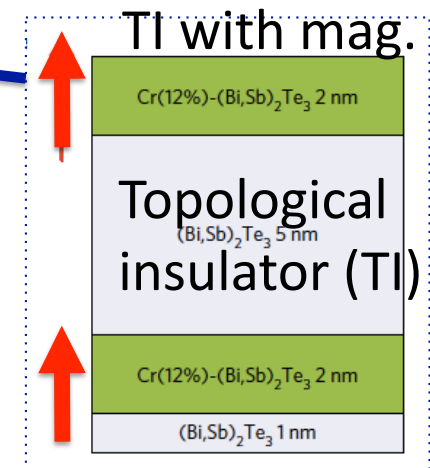 TI with mag.
Cr(12%)-(Bi,Sb)₂Te₃ 2 nm
Topological
(Bi,Sb)₂Te₃ 5 nm
insulator (TI)
Cr(12%)-(Bi,Sb)₂Te₃ 2 nm
(Bi,Sb)₂Te₃ 1 nm